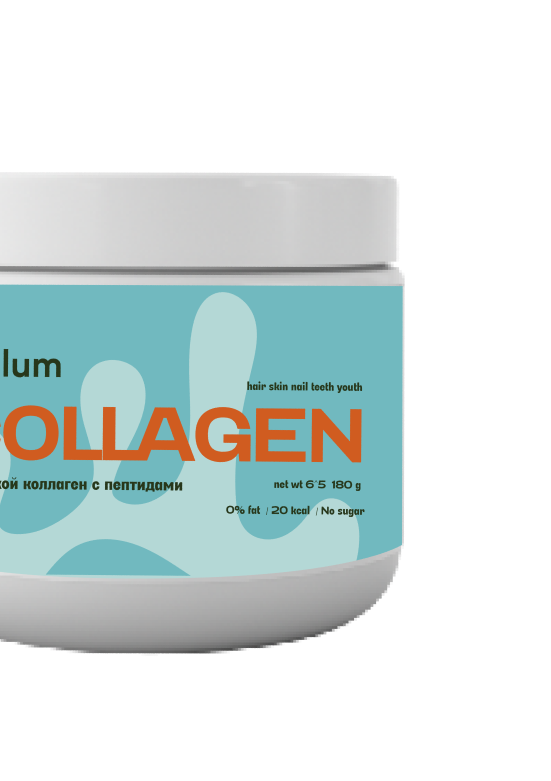 lum
hair skin nail teeth youth
COLLAGEN
кой коллаген с пептидами
net wt 6'5 180 g
0% fat / 20 kcal / No sugar